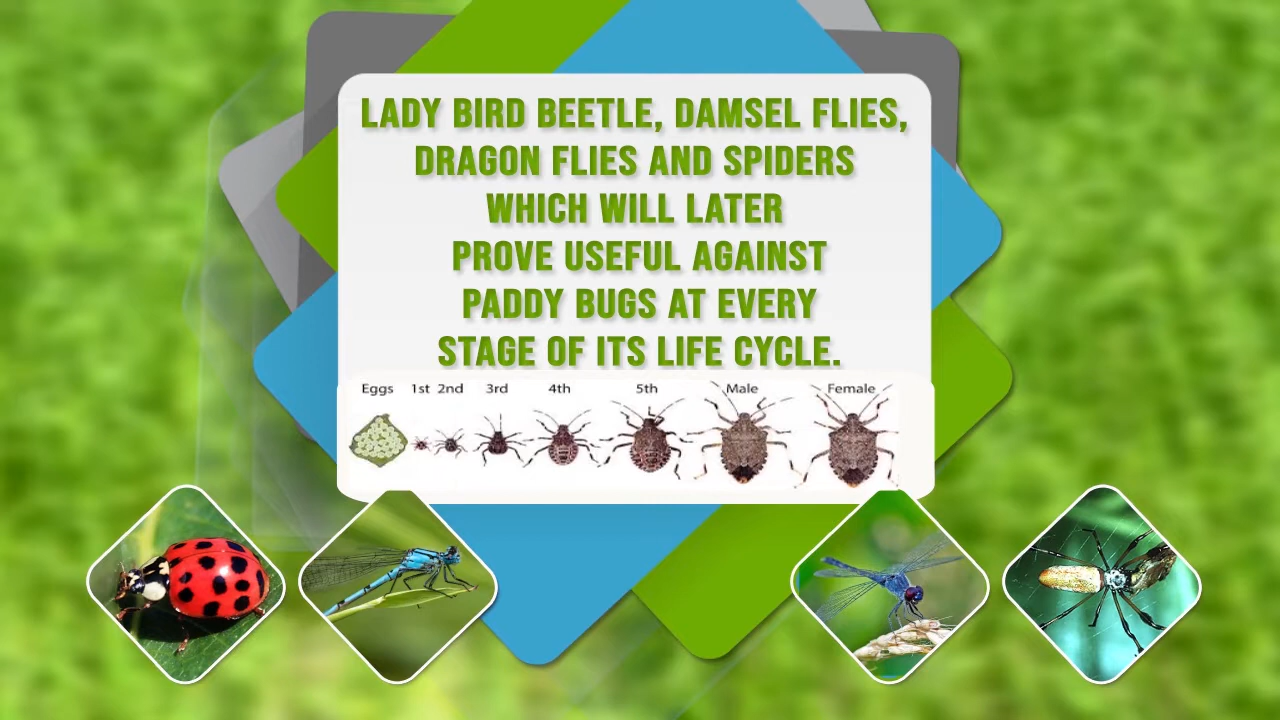 LADY BIRD BEETLE, DAMSEL FLIES,
DRAGON FLIES AND SPIDERS
WHICH WILL LATER
PROVE USEFUL AGAINST
PADDY BUGS AT EVERY
STAGE OF ITS LIFE CYCLE.
Eggs 1st 2nd 3rd 4th 5th Male Female